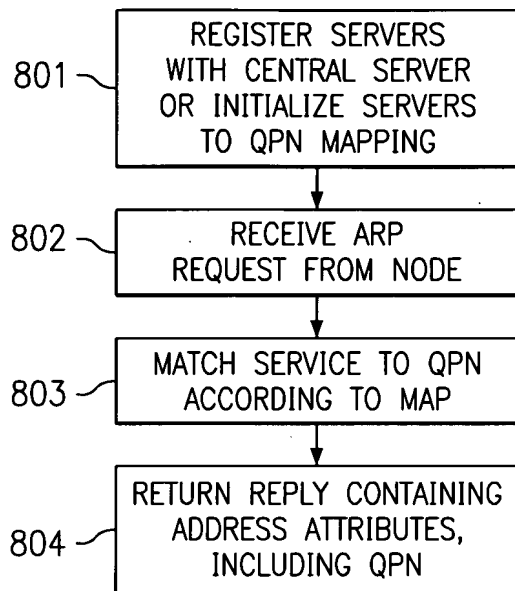 801
REGISTER SERVERS
WITH CENTRAL SERVER
OR INITIALIZE SERVERS
TO QPN MAPPING
802
RECEIVE ARP
REQUEST FROM NODE
803
MATCH SERVICE TO QPN
ACCORDING TO MAP
804
RETURN REPLY CONTAINING
ADDRESS ATTRIBUTES,
INCLUDING QPN